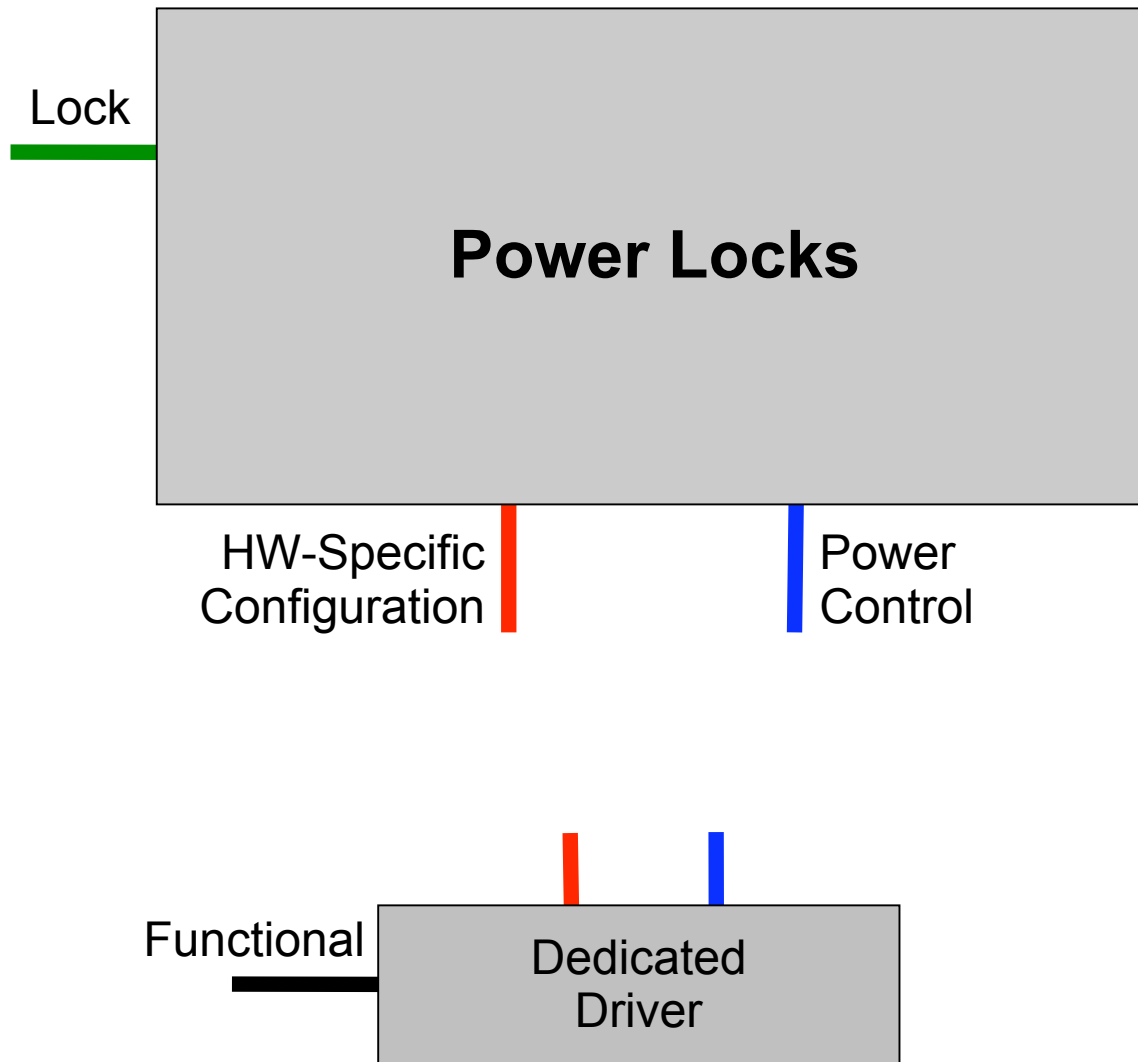 Lock
Power Locks
HW-Specific
Configuration
Power
Control
Functional
Dedicated
Driver